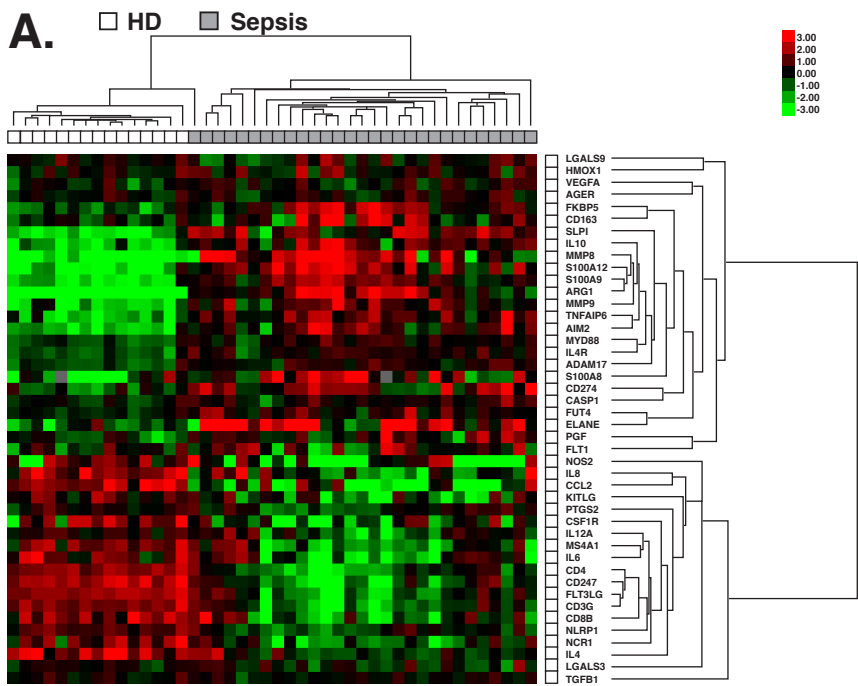 A. HD Sepsis
3.00
2.00
1.00
0.00
-1.00
-2.00
-3.00
LGALS9
HMOX1
VEGFA
AGER
FKBP5
CD163
SLPI
IL10
MMP8
S100A12
S100A9
ARG1
MMP9
TNFAIP6
AIM2
MYD88
IL4R
ADAM17
S100A8
CD274
CASP1
FUT4
ELANE
PGF
FLT1
NOS2
IL8
CCL2
KITLG
PTGS2
CSF1R
IL12A
MS4A1
IL6
CD4
CD247
FLT3LG
CD3G
CD8B
NLRP1
NCR1
IL4
LGALS3
TGFB1